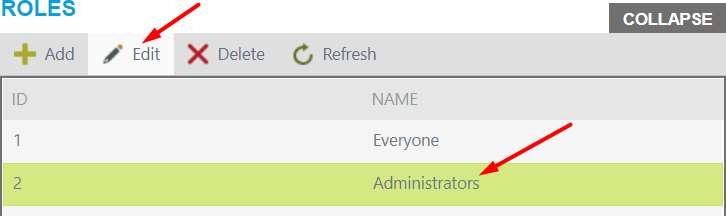 ROLES
COLLAPSE
Add Edit Delete Refresh
ID NAME
1 Everyone
2 Administrators